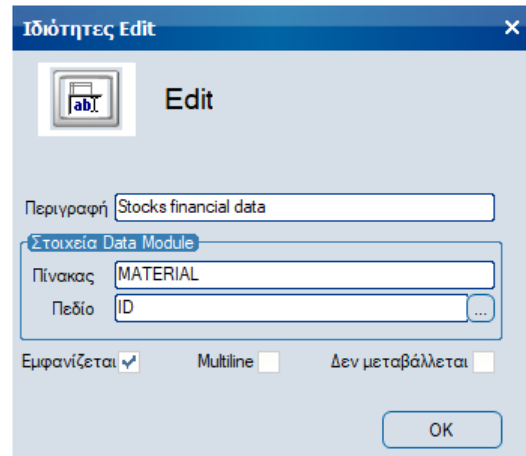 Ιδιότητες Edit
ab
Edit
Περιγραφή Stocks financial data
Στοιχεία Data Module
Πίνακας MATERIAL
Πεδίο ID ...
Εμφανίζεται Multiline Δεν μεταβάλλεται
OK